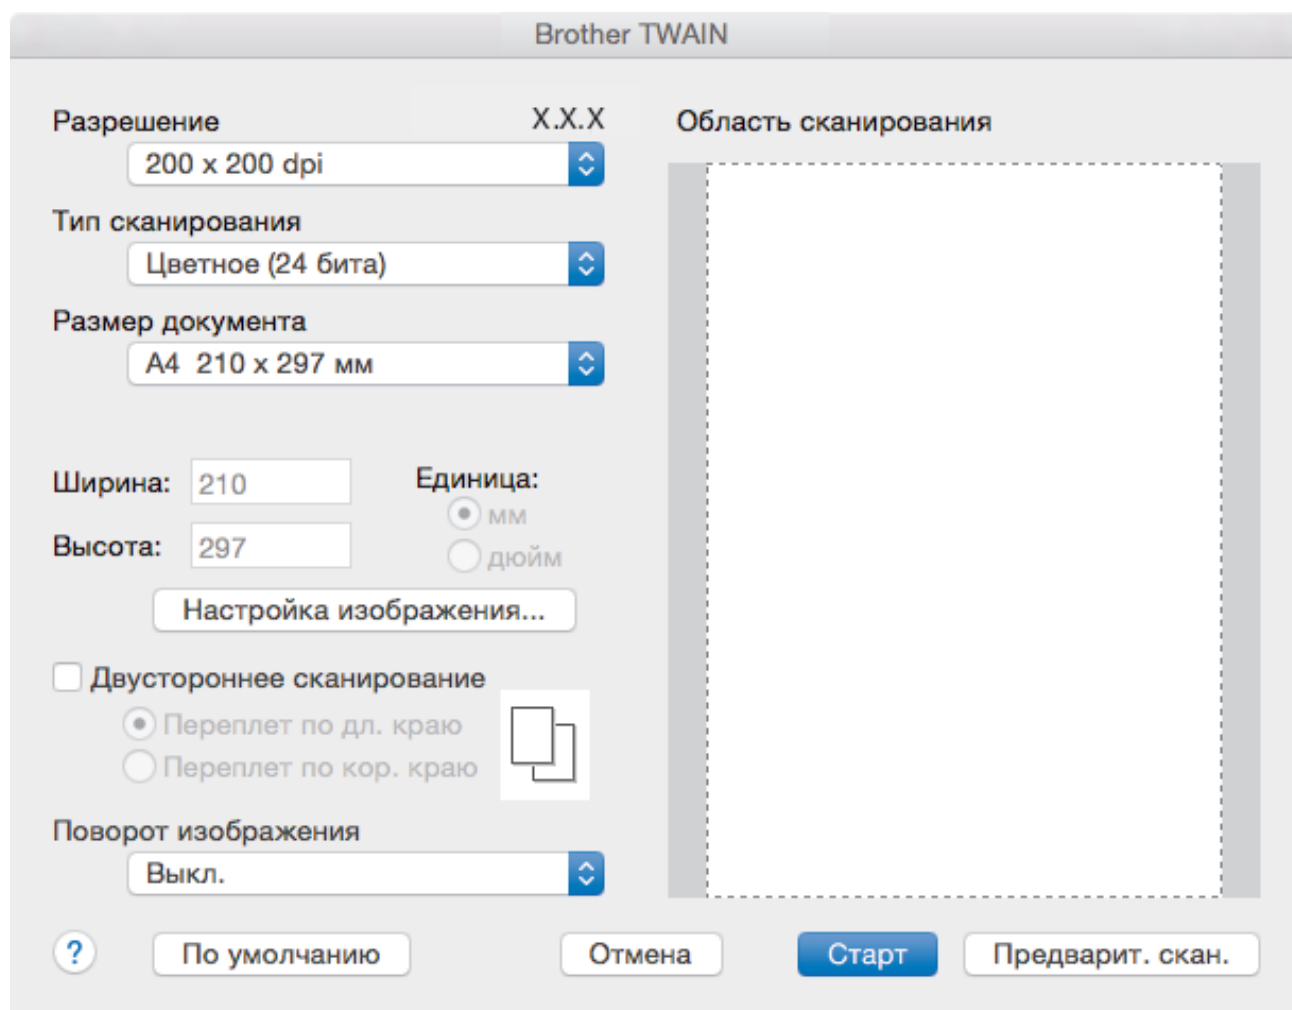 Brother TWAIN
Разрешение
X.X.X
200 x 200 dpi
Тип сканирования
Цветное (24 бита)
Размер документа
A4 210 x 297 мм
Ширина: 210
Высота: 297
Единица:
мм
дюйм
Настройка изображения...
Двустороннее сканирование
Переплет по дл. краю
Переплет по кор. краю
Поворот изображения
Выкл.
Область сканирования
?
По умолчанию
Отмена
Старт
Предварит. скан.